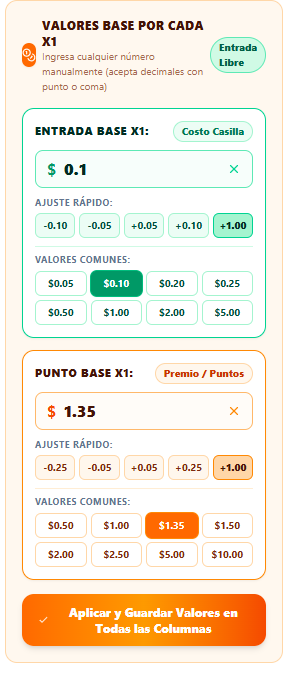 VALORES BASE POR CADA
X1
Ingresa cualquier número
manualmente (acepta decimales con
punto o coma)
Entrada
Libre
ENTRADA BASE X1:
Costo Casilla
$ 0.1 ×
AJUSTE RÁPIDO:
-0.10 -0.05 +0.05 +0.10 +1.00
VALORES COMUNES:
$0.05 $0.10 $0.20 $0.25
$0.50 $1.00 $2.00 $5.00
PUNTO BASE X1:
Premio / Puntos
$ 1.35 ×
AJUSTE RÁPIDO:
-0.25 -0.05 +0.05 +0.25 +1.00
VALORES COMUNES:
$0.50 $1.00 $1.35 $1.50
$2.00 $2.50 $5.00 $10.00
Aplicar y Guardar Valores en
Todas las Columnas